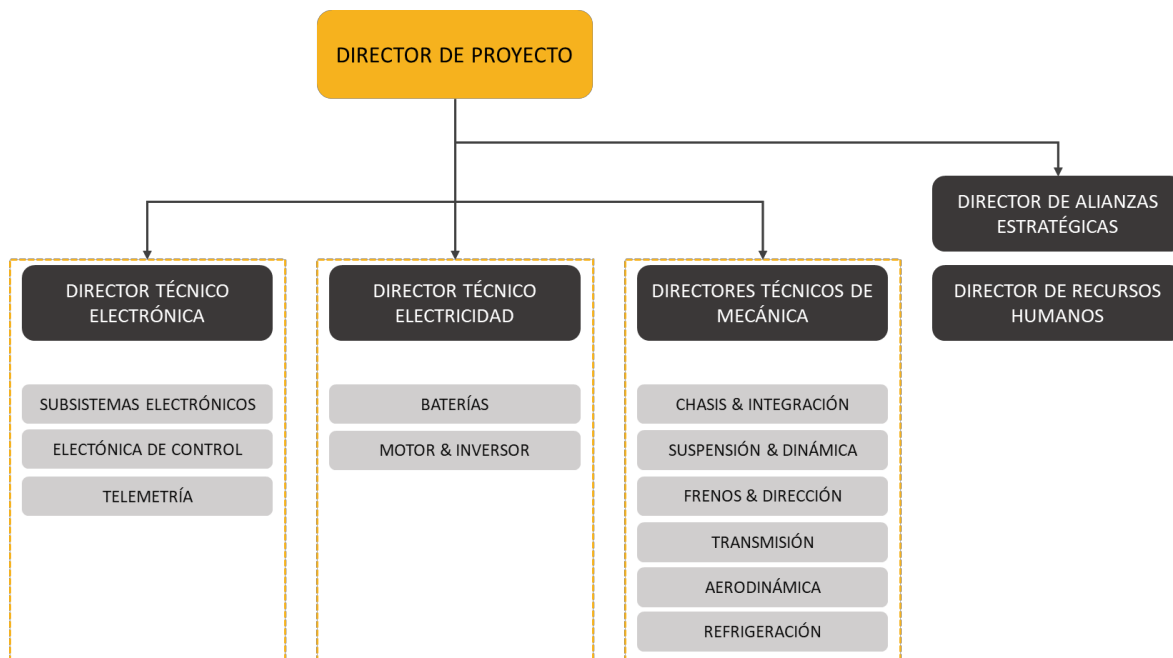 DIRECTOR DE PROYECTO
DIRECTOR DE ALIANZAS
ESTRATÉGICAS
DIRECTOR DE RECURSOS
HUMANOS
DIRECTOR TÉCNICO
ELECTRÓNICA
SUBSISTEMAS ELECTRÓNICOS
ELECTÓNICA DE CONTROL
TELEMETRÍA
DIRECTOR TÉCNICO
ELECTRICIDAD
BATERÍAS
MOTOR & INVERSOR
DIRECTORES TÉCNICOS DE
MECÁNICA
CHASIS & INTEGRACIÓN
SUSPENSIÓN & DINÁMICA
FRENOS & DIRECCIÓN
TRANSMISIÓN
AERODINÁMICA
REFRIGERACIÓN